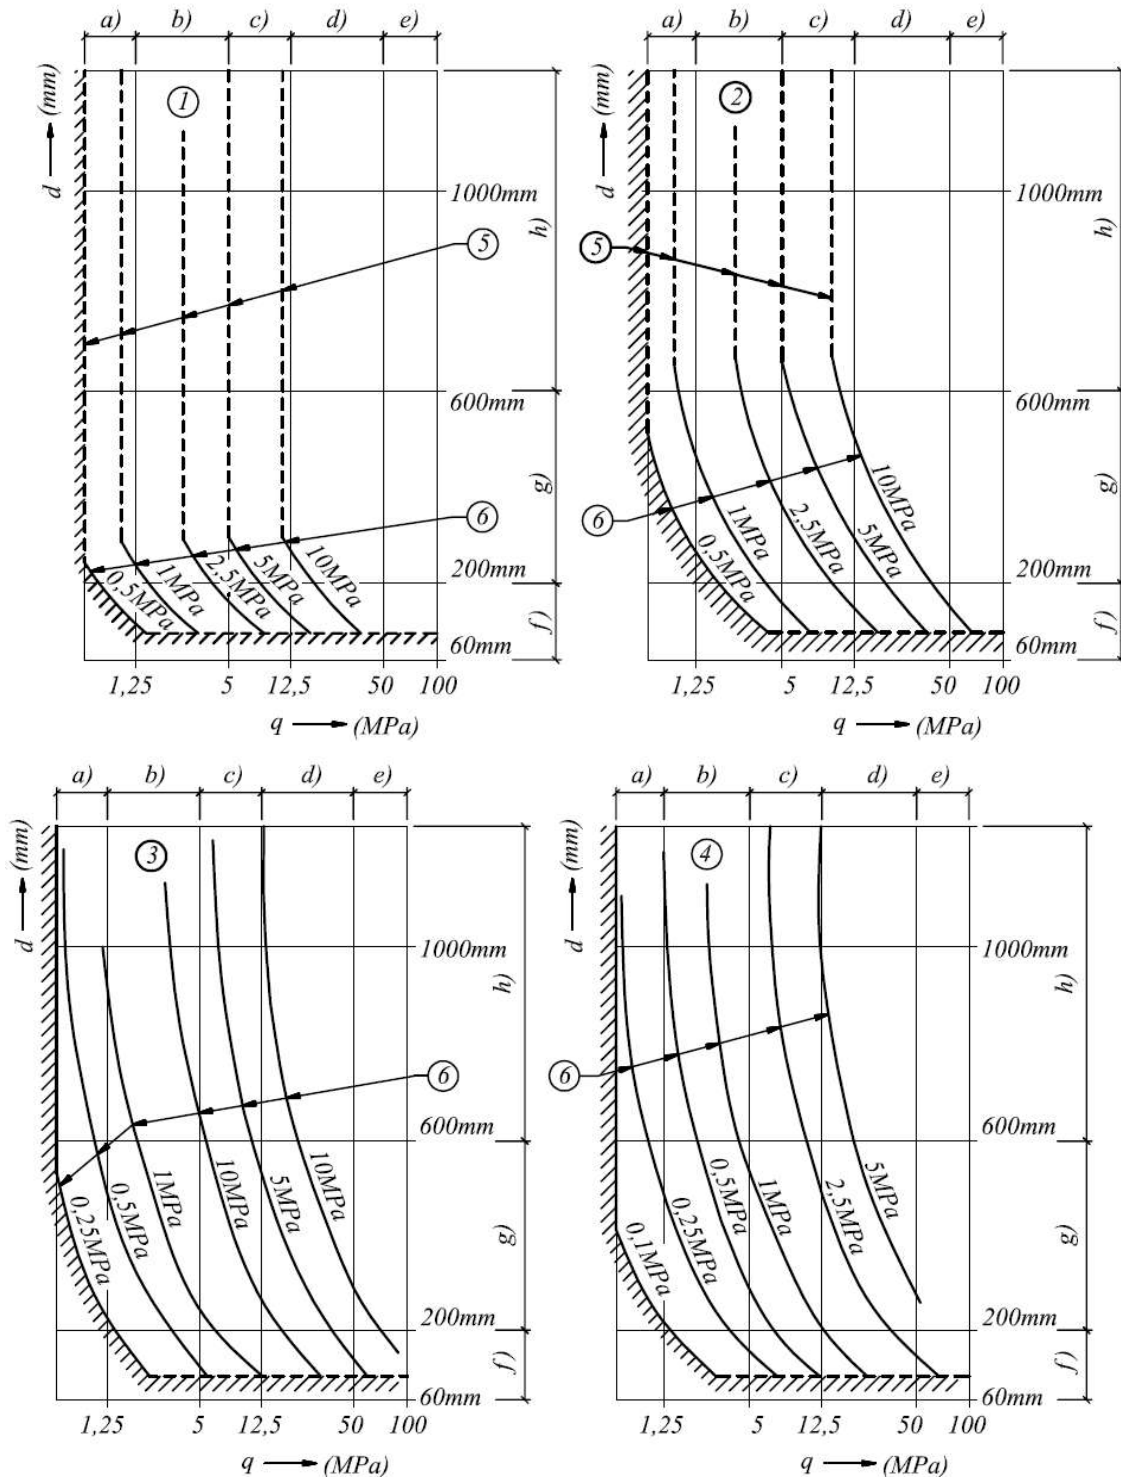 a) b) c) d) e)
d (mm)
1
1000mm
h)
5
600mm
g)
6
0,5MPa 1MPa 2,5MPa 5MPa 10MPa
200mm
f)
60mm
1,25 5 12,5 50 100
q (MPa)
a) b) c) d) e)
d (mm)
2
1000mm
h)
5
600mm
g)
6
0,5MPa 1MPa 2,5MPa 5MPa 10MPa
200mm
f)
60mm
1,25 5 12,5 50 100
q (MPa)
a) b) c) d) e)
d (mm)
3
1000mm
h)
6
600mm
g)
0,25MPa 0,5MPa 1MPa 10MPa 5MPa 10MPa
200mm
f)
60mm
1,25 5 12,5 50 100
q (MPa)
a) b) c) d) e)
d (mm)
4
1000mm
h)
6
600mm
g)
0,1MPa 0,25MPa 0,5MPa 1MPa 2,5MPa 5MPa
200mm
f)
60mm
1,25 5 12,5 50 100
q (MPa)